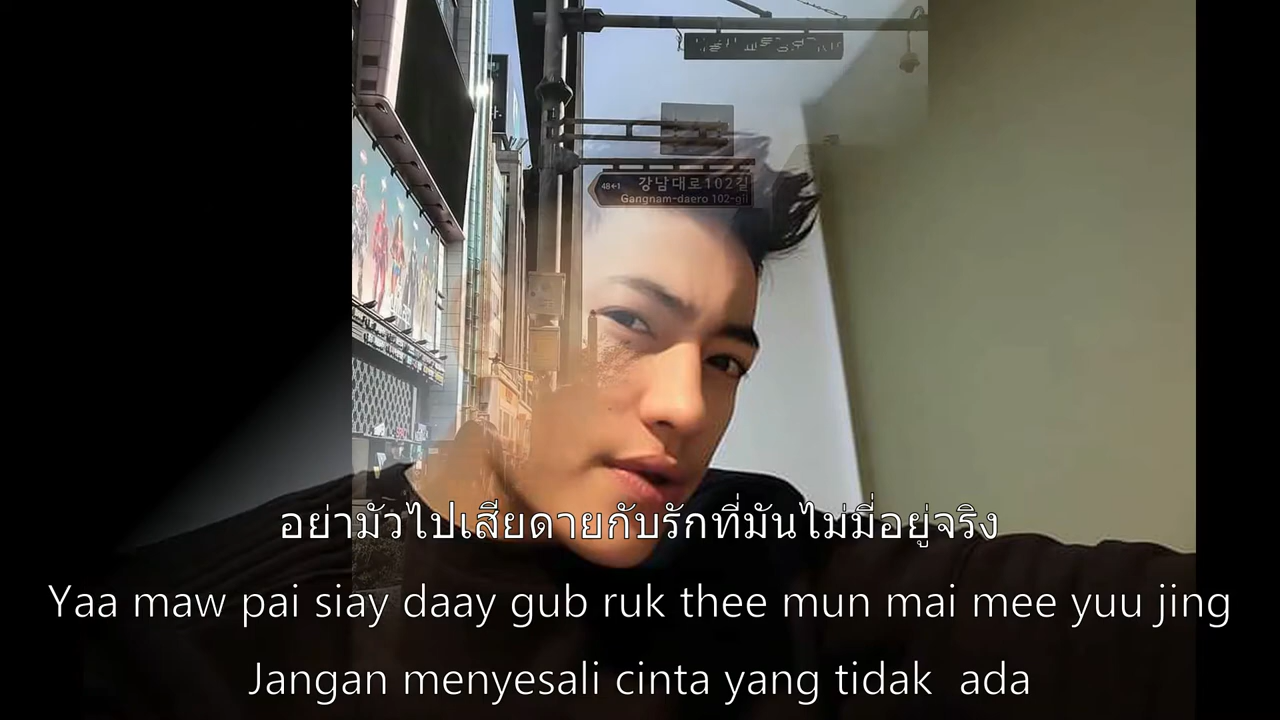 48←1 강남대로102길
Gangnam-daero 102-gil
อย่ามัวไปเสียดายกับรักที่มันไม่มี่อยู่จริง
Yaa maw pai siay daay gub ruk thee mun mai mee yuu jing
Jangan menyesali cinta yang tidak  ada